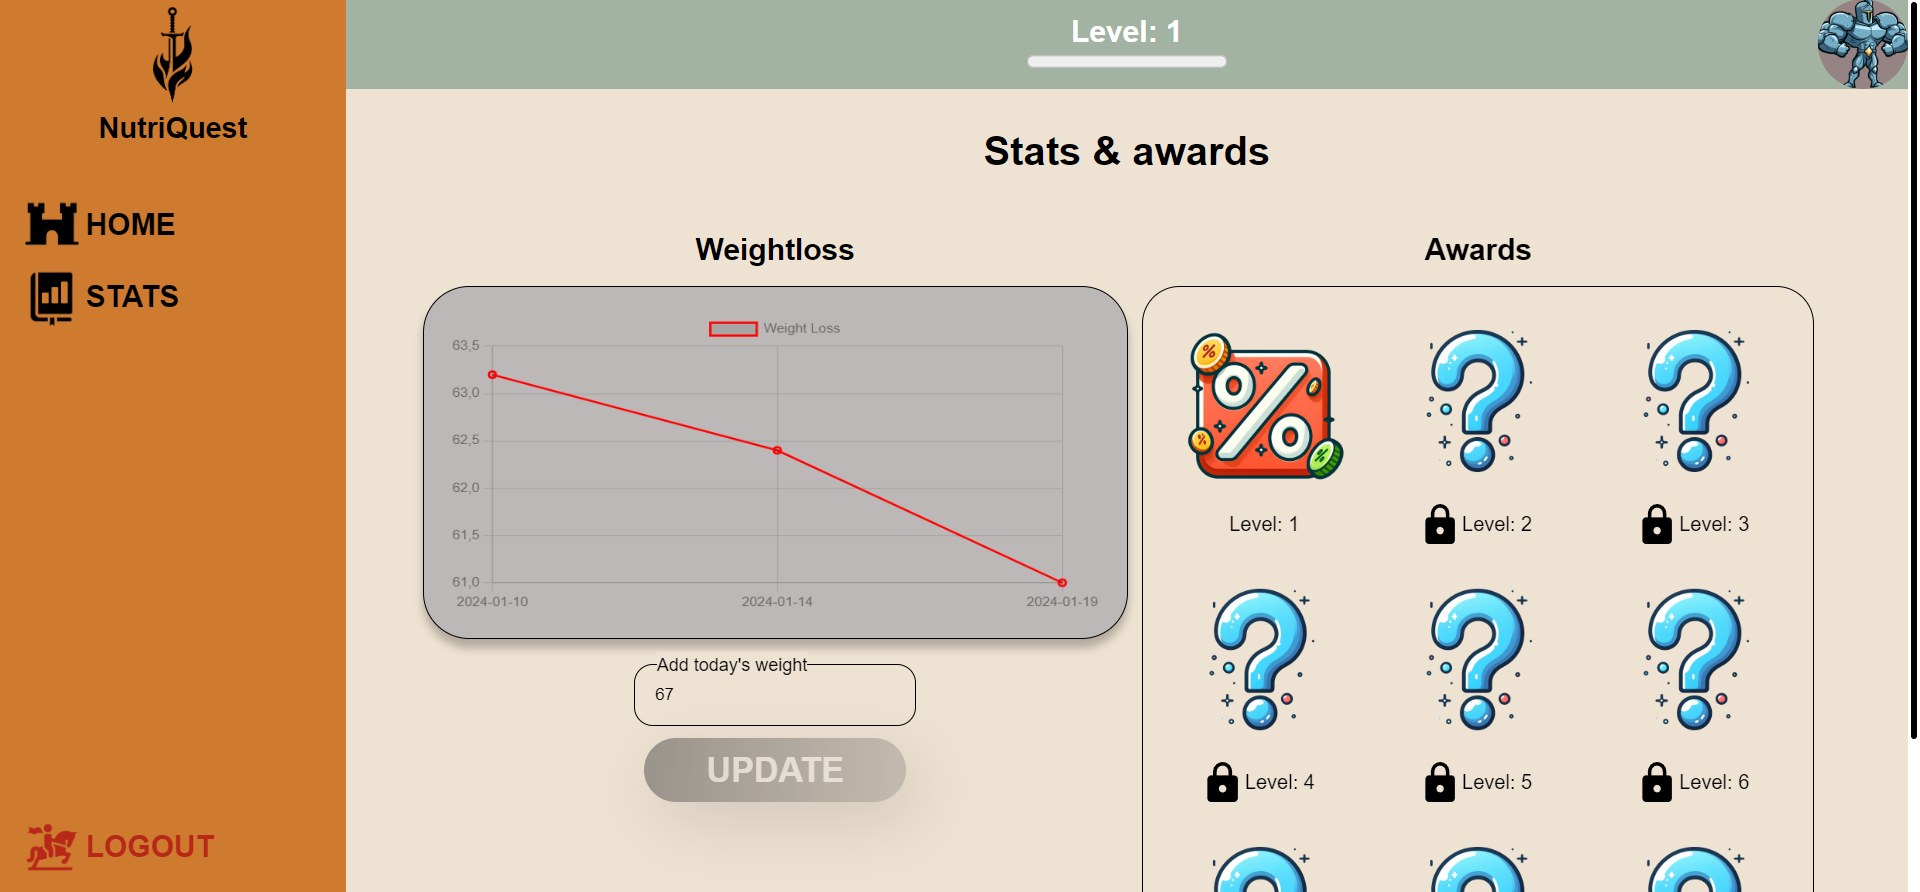 NutriQuest
HOME
STATS
LOGOUT
Level: 1
Stats & awards
Weightloss
Weight Loss
63,5
63,0
62,5
62,0
61,5
61,0
2024-01-10 2024-01-14 2024-01-19
Add today's weight
67
UPDATE
Awards
%
% %
%
Level: 1 Level: 2 Level: 3
? ? ?
Level: 4 Level: 5 Level: 6